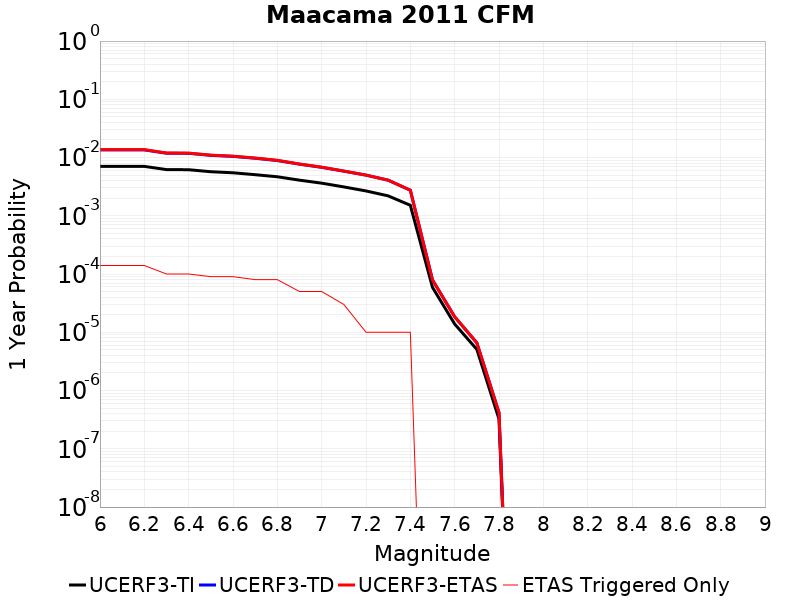 Maacama 2011 CFM
1 Year Probability
10^0
10^-1
10^-2
10^-3
10^-4
10^-5
10^-6
10^-7
10^-8
6 6.2 6.4 6.6 6.8 7 7.2 7.4 7.6 7.8 8 8.2 8.4 8.6 8.8 9
Magnitude
UCERF3-TI UCERF3-TD UCERF3-ETAS ETAS Triggered Only